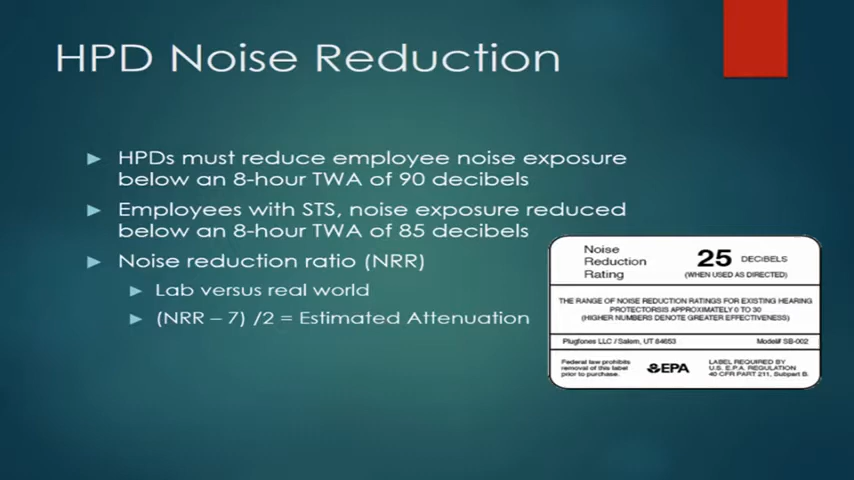 HPD Noise Reduction
HPDs must reduce employee noise exposure
below an 8-hour TWA of 90 decibels
Employees with STS, noise exposure reduced
below an 8-hour TWA of 85 decibels
Noise reduction ratio (NRR)
Lab versus real world
(NRR – 7) /2 = Estimated Attenuation
Noise
Reduction
Rating
25 DECIBELS
(WHEN USED AS DIRECTED)
THE RANGE OF NOISE REDUCTION RATINGS FOR EXISTING HEARING
PROTECTORSIS APPROXIMATELY 0 TO 30
(HIGHER NUMBERS DENOTE GREATER EFFECTIVENESS)
Plugfones LLC / Salem, UT 84653 Model# SB-002
Federal law prohibits
removal of this label
prior to purchase.
EPA
LABEL REQUIRED BY
U.S. E.P.A. REGULATION
40 CFR PART 211, Subpart B.